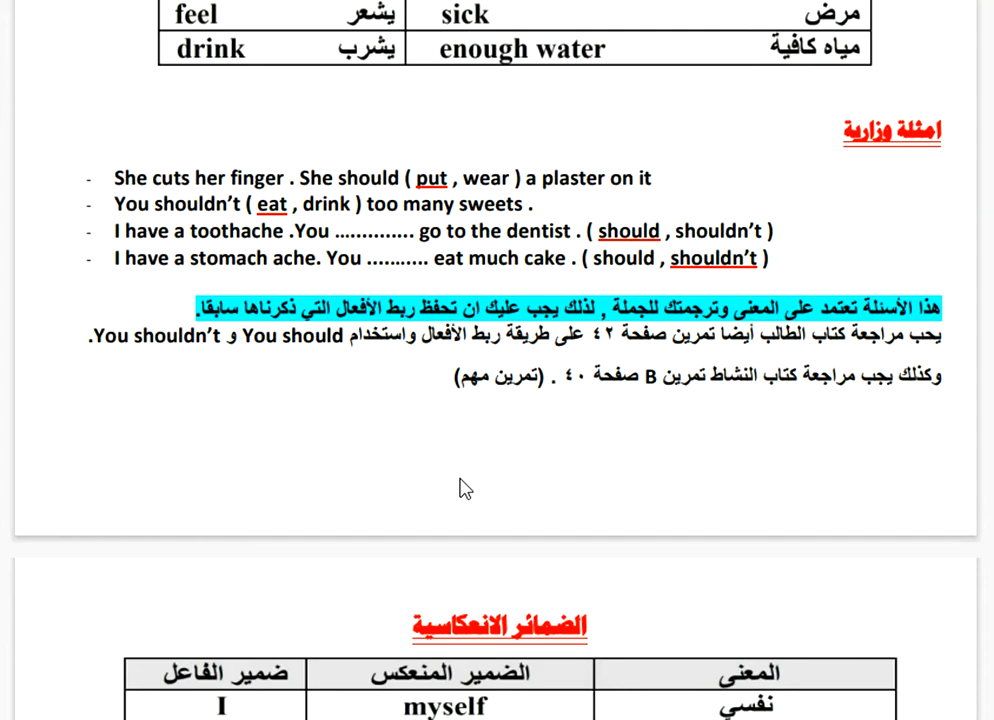 feel يشعر sick مرض
drink يشرب enough water مياه كافية
امثلة وزارية
- She cuts her finger . She should ( put , wear ) a plaster on it
- You shouldn’t ( eat , drink ) too many sweets .
- I have a toothache .You .............. go to the dentist . ( should , shouldn’t )
- I have a stomach ache. You ........... eat much cake . ( should , shouldn’t )
هذا الأسئلة تعتمد على المعنى وترجمتك للجملة , لذلك يجب عليك ان تحفظ ربط الأفعال التي ذكرناها سابقا.
يحب مراجعة كتاب الطالب أيضا تمرين صفحة ٤٢ على طريقة ربط الأفعال واستخدام You should و You shouldn’t.
وكذلك يجب مراجعة كتاب النشاط تمرين B صفحة ٤٠ . (تمرين مهم)
الضمائر الانعكاسية
ضمير الفاعل الضمير المنعكس المعنى
I myself نفسي